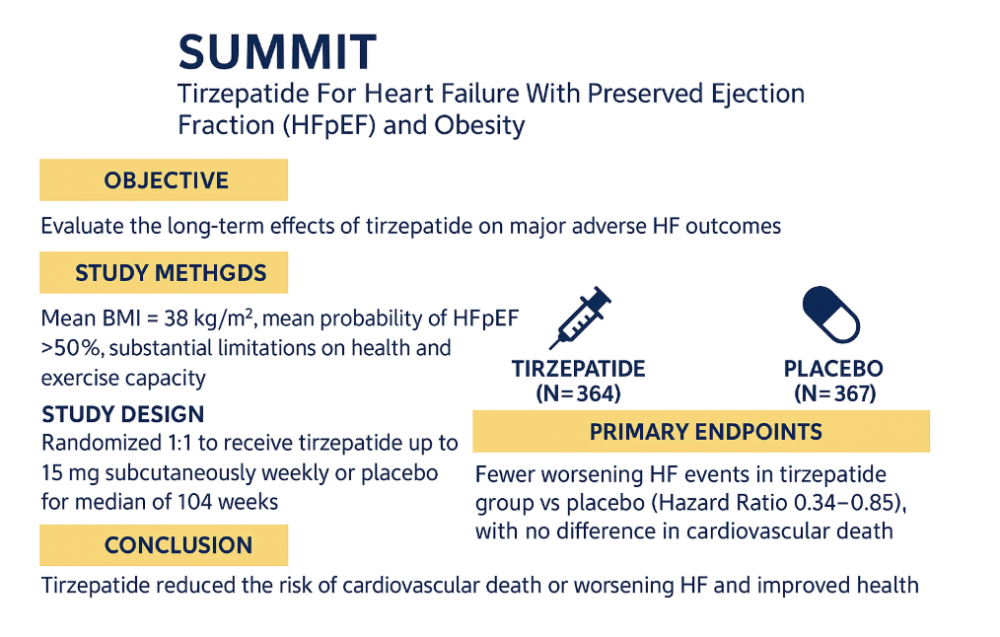 SUMMIT
Tirzepatide For Heart Failure With Preserved Ejection
Fraction (HFpEF) and Obesity
OBJECTIVE
Evaluate the long-term effects of tirzepatide on major adverse HF outcomes
STUDY METHGDS
Mean BMI = 38 kg/m², mean probability of HFpEF
>50%, substantial limitations on health and
exercise capacity
STUDY DESIGN
Randomized 1:1 to receive tirzepatide up to
15 mg subcutaneously weekly or placebo
for median of 104 weeks
TIRZEPATIDE
(N=364)
PLACEBO
(N=367)
PRIMARY ENDPOINTS
Fewer worsening HF events in tirzepatide
group vs placebo (Hazard Ratio 0.34–0.85),
with no difference in cardiovascular death
CONCLUSION
Tirzepatide reduced the risk of cardiovascular death or worsening HF and improved health